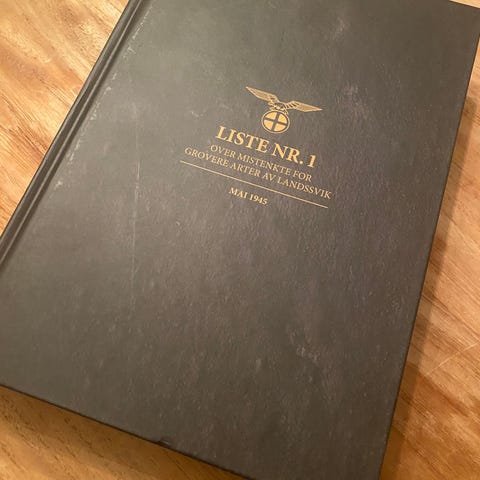 LISTE NR. 1
OVER MISTENKTE FOR
GROVERE ARTER AV LANDSSVIK
MAI 1945